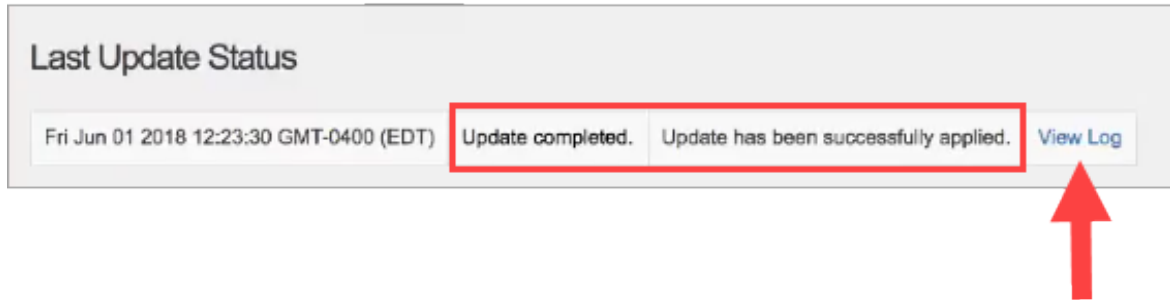 Last Update Status
Fri Jun 01 2018 12:23:30 GMT-0400 (EDT) Update completed. Update has been successfully applied. View Log